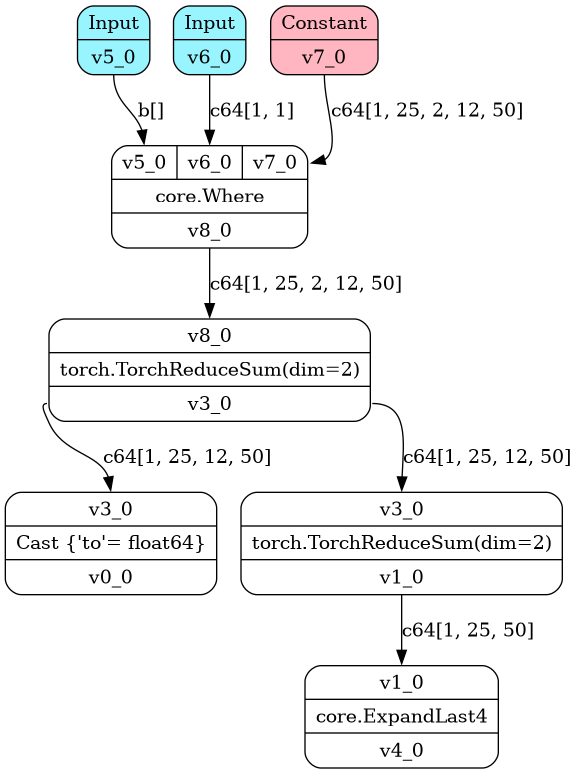 Input
v5_0
Input
v6_0
Constant
v7_0
b[]
c64[1, 1]
c64[1, 25, 2, 12, 50]
v5_0 v6_0 v7_0
core.Where
v8_0
c64[1, 25, 2, 12, 50]
v8_0
torch.TorchReduceSum(dim=2)
v3_0
c64[1, 25, 12, 50]
c64[1, 25, 12, 50]
v3_0
Cast {'to'= float64}
v0_0
v3_0
torch.TorchReduceSum(dim=2)
v1_0
c64[1, 25, 50]
v1_0
core.ExpandLast4
v4_0